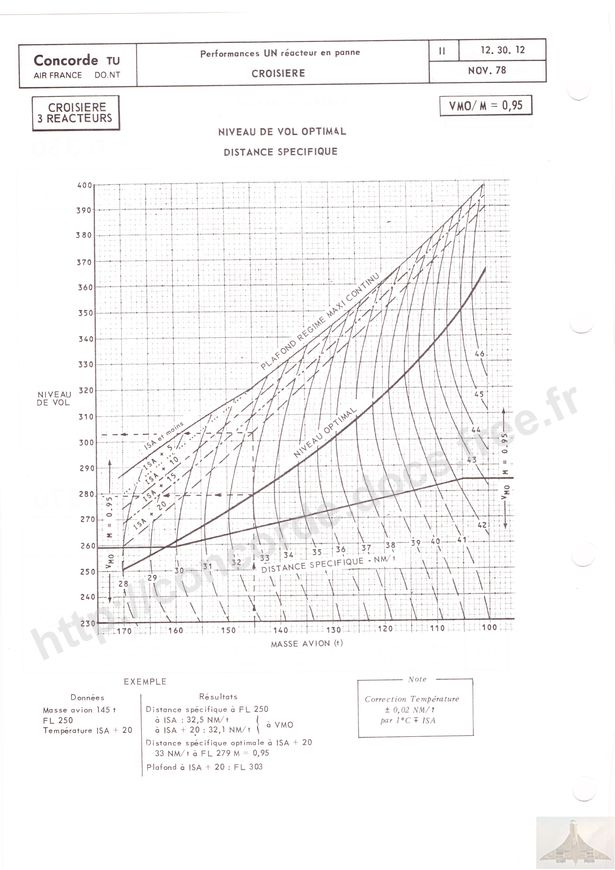 Concorde TU
AIR FRANCE DO.NT
Performances UN réacteur en panne
CROISIERE
II
12. 30. 12
NOV. 78
CROISIERE
3 REACTEURS
VMO/ M = 0,95
NIVEAU DE VOL OPTIMAL
DISTANCE SPECIFIQUE
400
390
380
370
360
350
340
330
320
310
300
290
280
270
260
250
240
230
NIVEAU
DE VOL
PLAFOND REGIME MAXI CONTINU
NIVEAU OPTIMAL
ISA et moins
ISA + 5
ISA + 10
ISA + 15
ISA + 20
VMO M = 0.95
VMO M = 0.95
46
45
44
43
42
28 29 30 31 32 33 34 35 36 37 38 39 40 41
DISTANCE SPECIFIQUE - NM/t
170 160 150 140 130 120 110 100
MASSE AVION (t)
http://concorde-docs.fice.fr
EXEMPLE
Données
Masse avion 145 t
FL 250
Température ISA + 20
Résultats
Distance spécifique à FL 250
à ISA : 32,5 NM/t
à ISA + 20 : 32,1 NM/t
à VMO
Distance spécifique optimale à ISA + 20
33 NM/t à FL 279 M = 0,95
Plafond à ISA + 20 : FL 303
Note
Correction Température
± 0,02 NM/t
par 1°C ∓ ISA